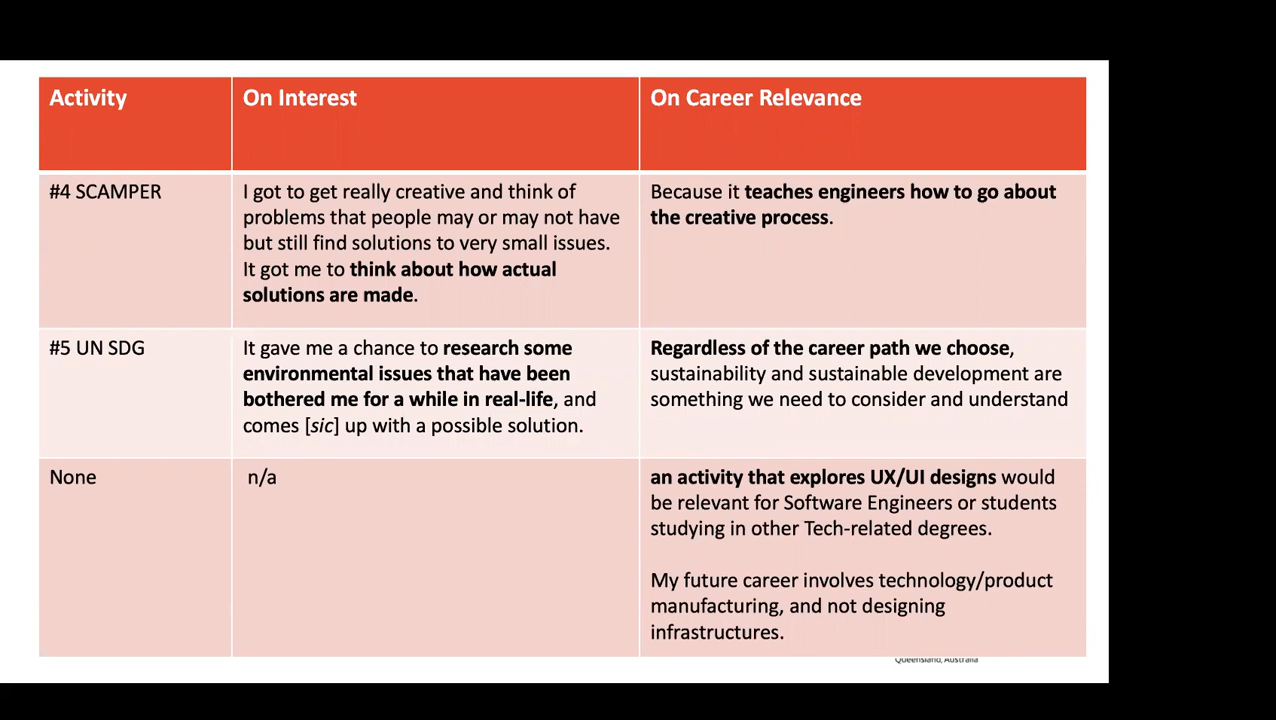 Activity
On Interest
On Career Relevance
#4 SCAMPER
I got to get really creative and think of
problems that people may or may not have
but still find solutions to very small issues.
It got me to think about how actual
solutions are made.
Because it teaches engineers how to go about
the creative process.
#5 UN SDG
It gave me a chance to research some
environmental issues that have been
bothered me for a while in real-life, and
comes [sic] up with a possible solution.
Regardless of the career path we choose,
sustainability and sustainable development are
something we need to consider and understand
None
n/a
an activity that explores UX/UI designs would
be relevant for Software Engineers or students
studying in other Tech-related degrees.
My future career involves technology/product
manufacturing, and not designing
infrastructures.
Queensland, Australia